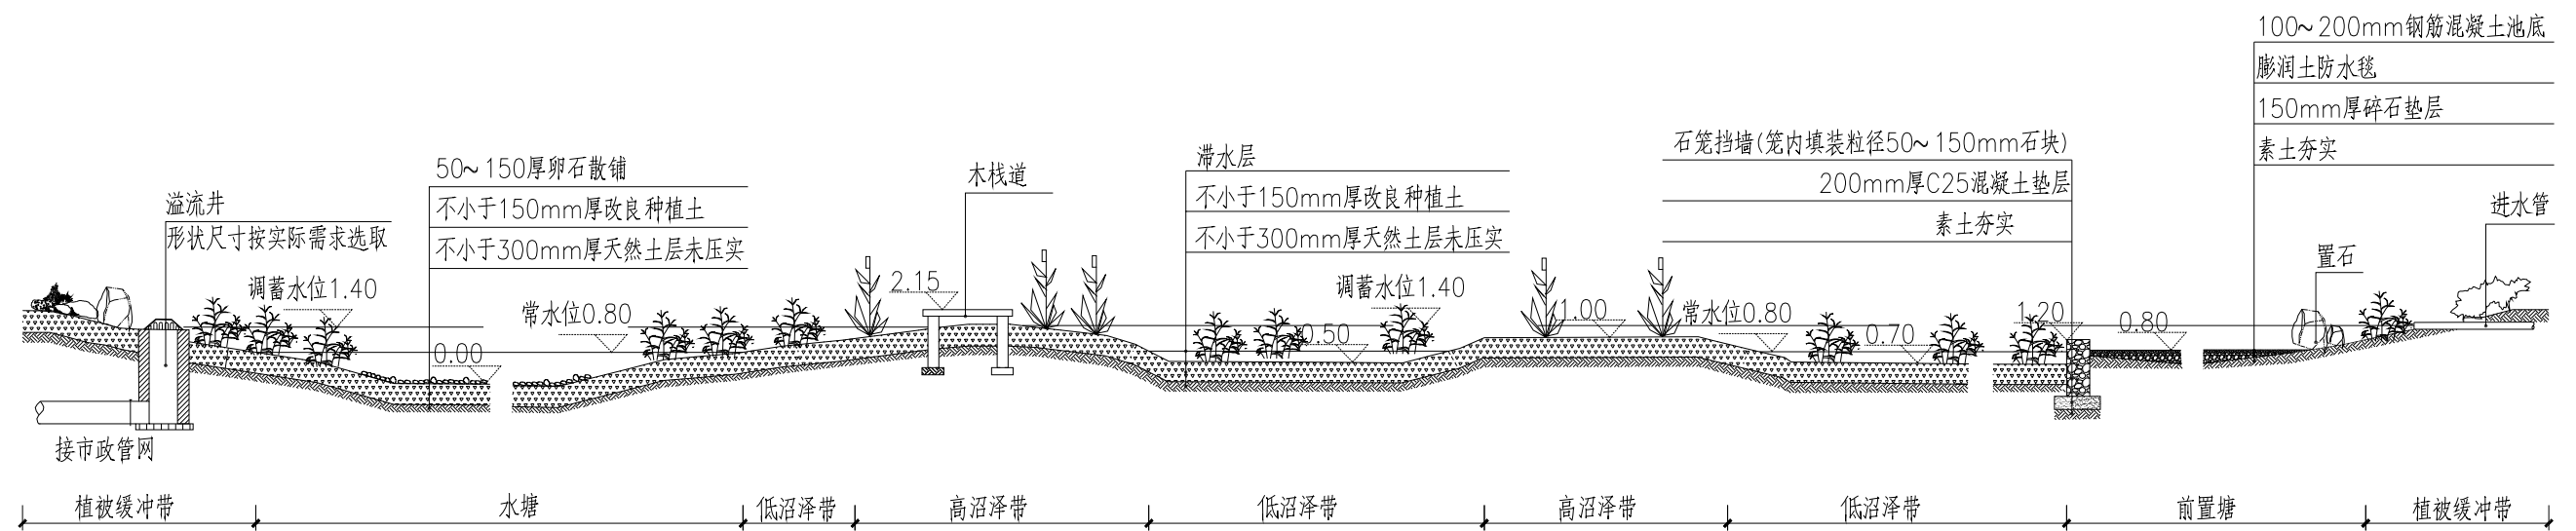 100~200mm钢筋混凝土池底
膨润土防水毯
150mm厚碎石垫层
素土夯实
石笼挡墙(笼内填装粒径50~150mm石块)
200mm厚C25混凝土垫层
素土夯实
滞水层
不小于150mm厚改良种植土
不小于300mm厚天然土层未压实
50~150厚卵石散铺
不小于150mm厚改良种植土
不小于300mm厚天然土层未压实
木栈道
溢流井
形状尺寸按实际需求选取
进水管
置石
调蓄水位1.40
常水位0.80
0.00
2.15
调蓄水位1.40
0.50
1.00
常水位0.80
0.70
1.20
0.80
接市政管网
植被缓冲带
水塘
低沼泽带
高沼泽带
低沼泽带
高沼泽带
低沼泽带
前置塘
植被缓冲带